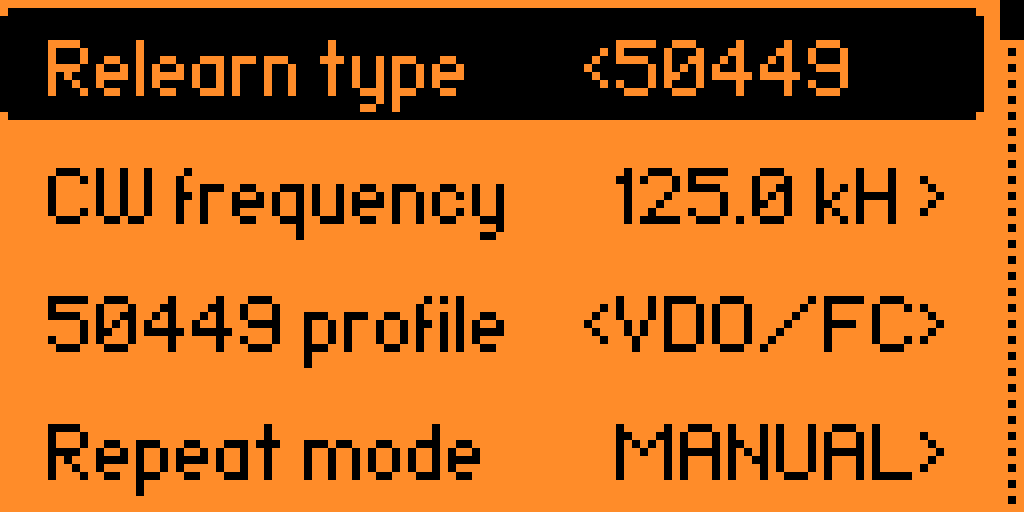 Relearn type <50449
CW frequency 125.0 kH >
50449 profile <VDO/FC>
Repeat mode MANUAL>